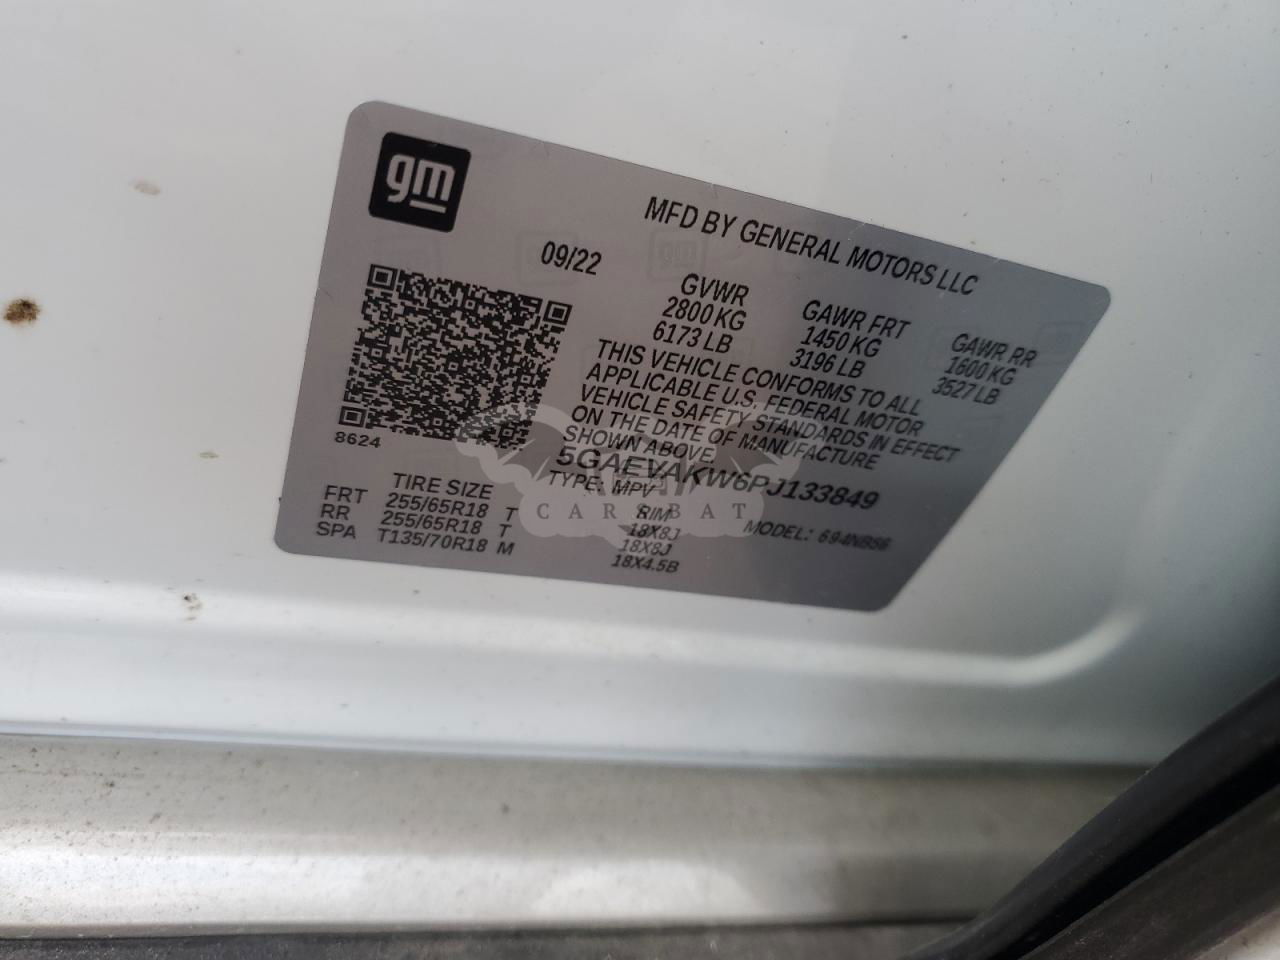 gm
MFD BY GENERAL MOTORS LLC
09/22
GVWR GAWR FRT GAWR RR
2800 KG 1450 KG 1600 KG
6173 LB 3196 LB 3527 LB
THIS VEHICLE CONFORMS TO ALL
APPLICABLE U.S. FEDERAL MOTOR
VEHICLE SAFETY STANDARDS IN EFFECT
ON THE DATE OF MANUFACTURE
SHOWN ABOVE.
8624
5GAEVAKW6PJ133849
TYPE: MPV MODEL: 694NB56
TIRE SIZE RIM
FRT 255/65R18 T 18X8J
RR 255/65R18 T 18X8J
SPA T135/70R18 M 18X4.5B
CARSBAT